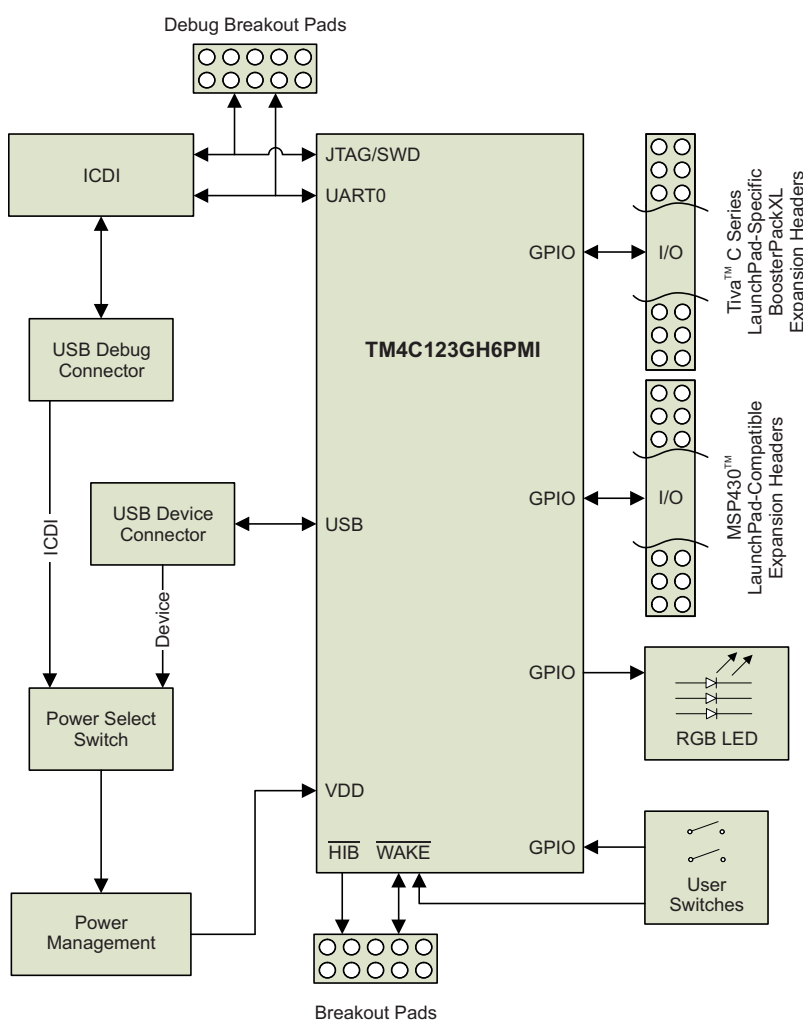 Debug Breakout Pads
ICDI
JTAG/SWD
UART0
GPIO
I/O
Tiva™ C Series
LaunchPad-Specific
BoosterPackXL
Expansion Headers
USB Debug
Connector
TM4C123GH6PMI
GPIO
I/O
MSP430™
LaunchPad-Compatible
Expansion Headers
USB Device
Connector
USB
ICDI
Device
GPIO
RGB LED
Power Select
Switch
VDD
HIB
WAKE
GPIO
User
Switches
Power
Management
Breakout Pads